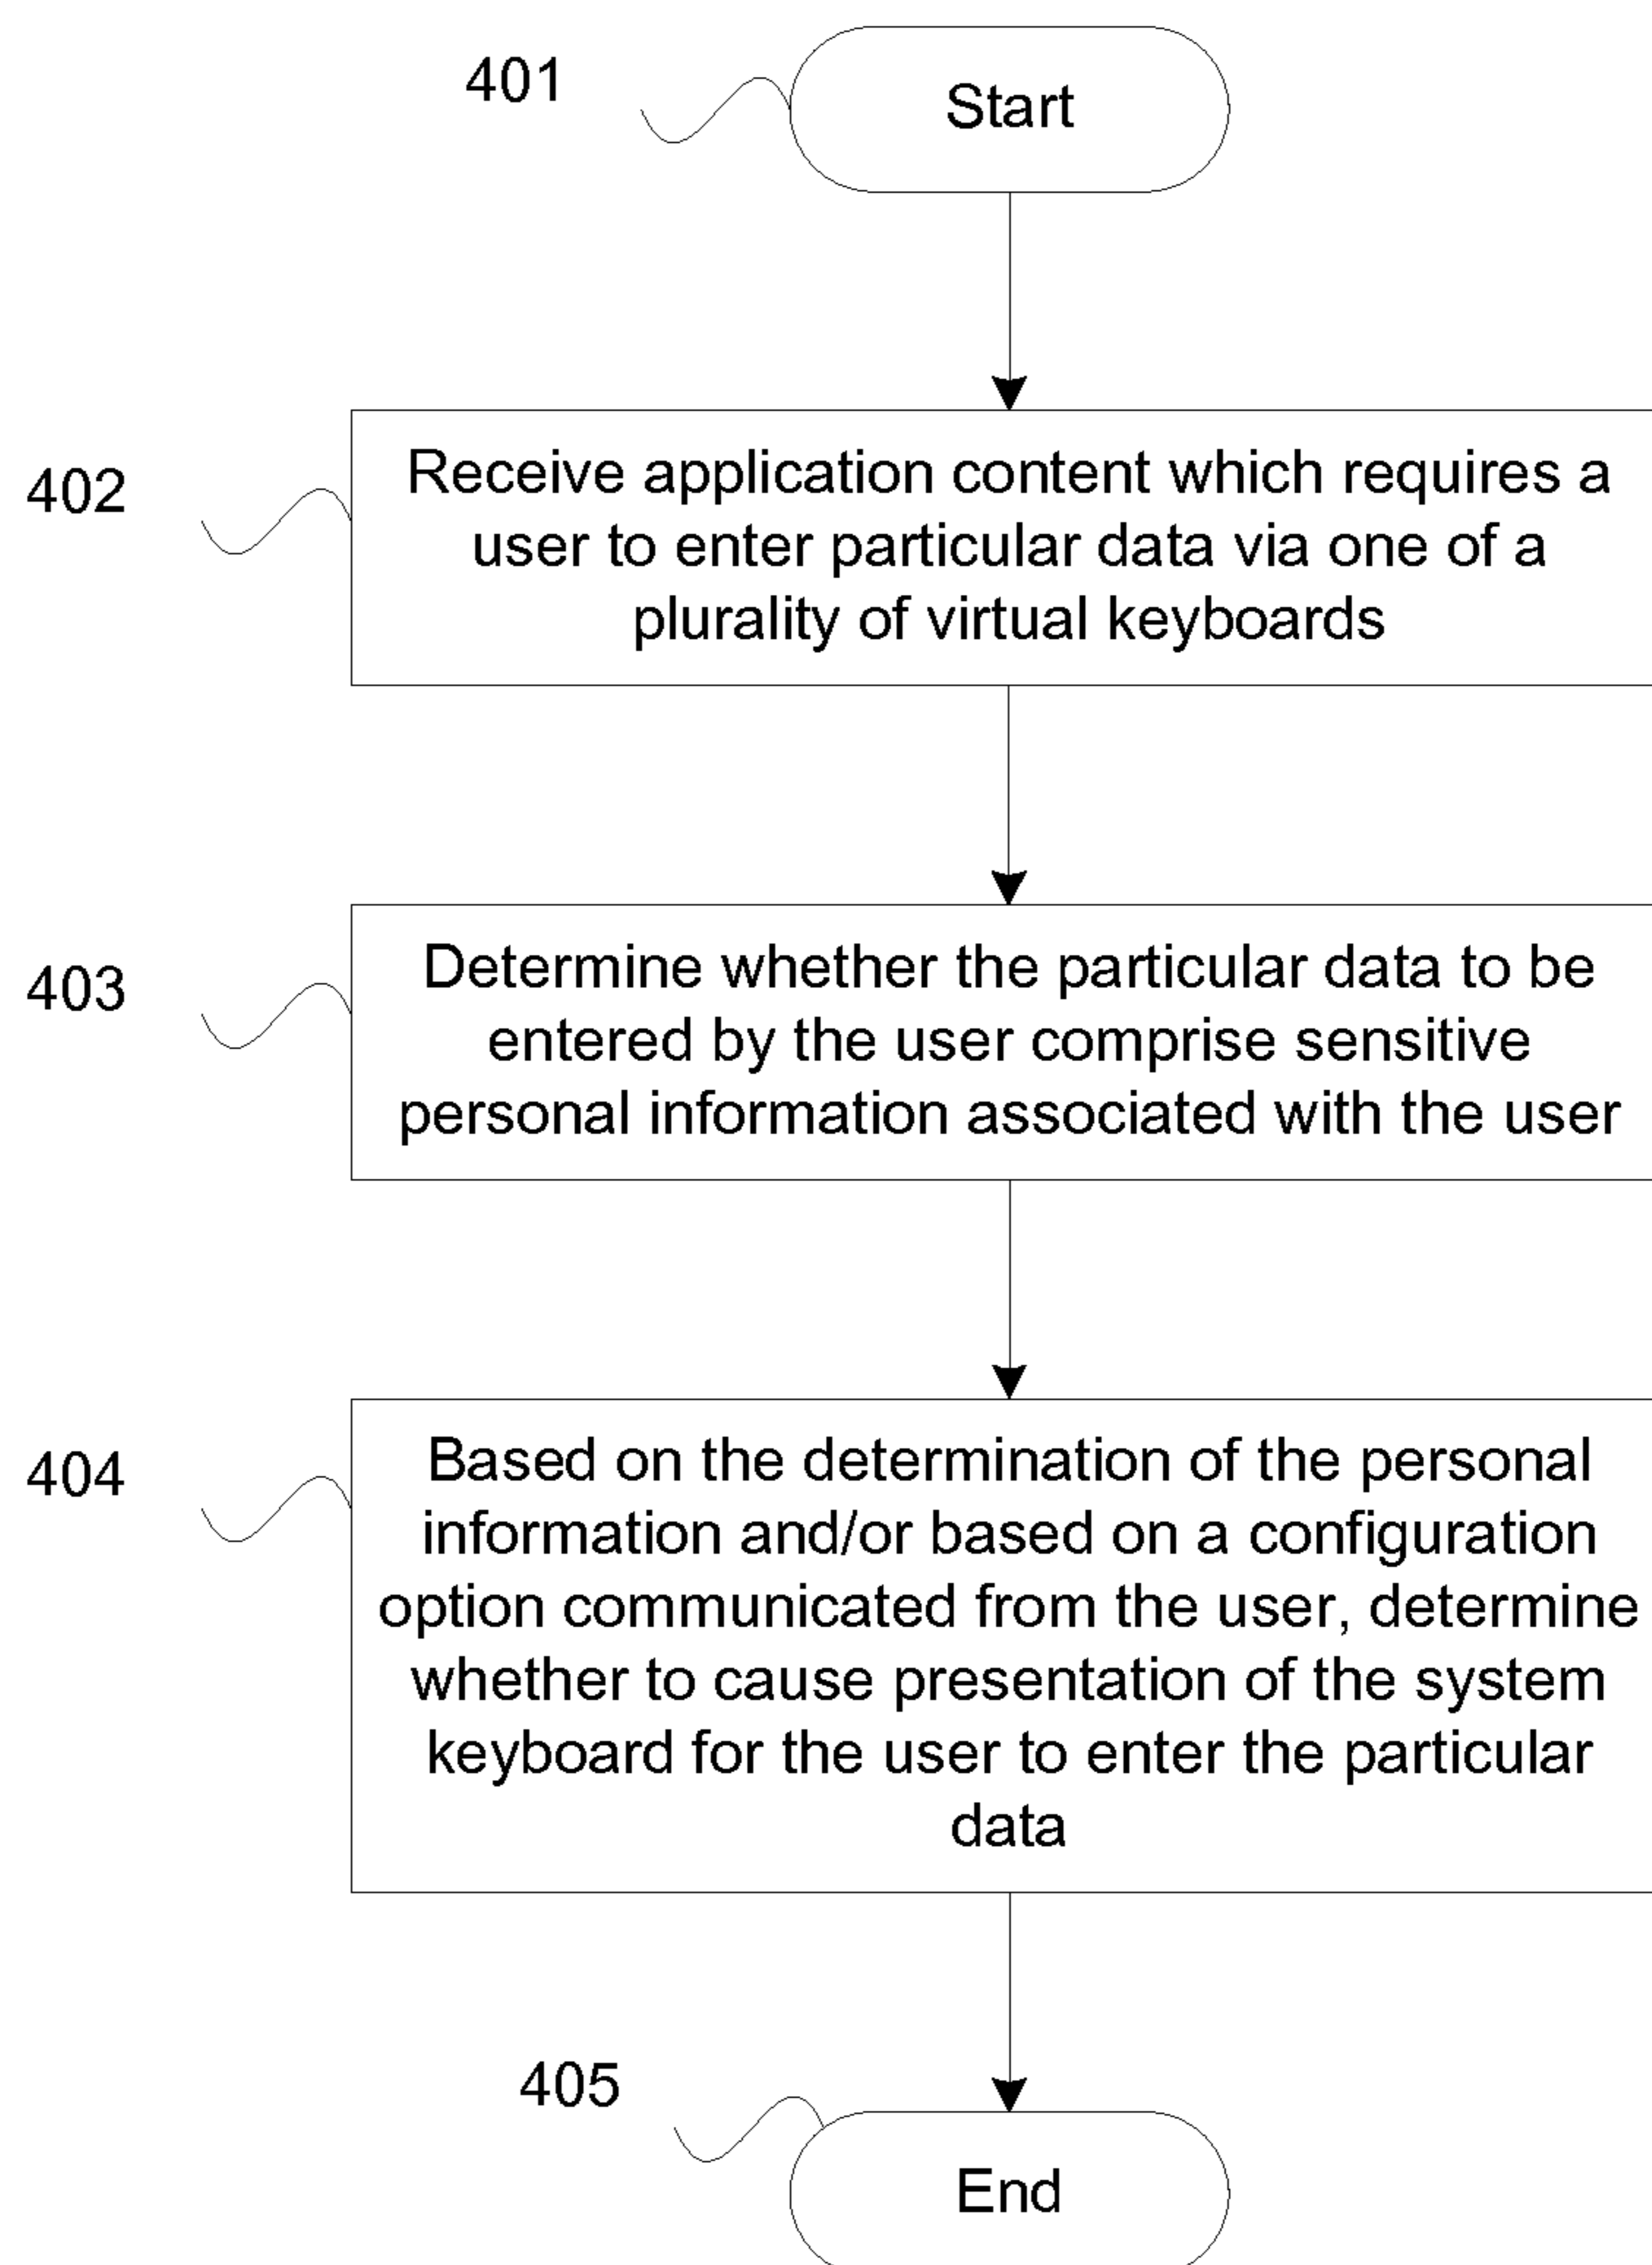 401
Start
402
Receive application content which requires a
user to enter particular data via one of a
plurality of virtual keyboards
403
Determine whether the particular data to be
entered by the user comprise sensitive
personal information associated with the user
404
Based on the determination of the personal
information and/or based on a configuration
option communicated from the user, determine
whether to cause presentation of the system
keyboard for the user to enter the particular
data
405
End